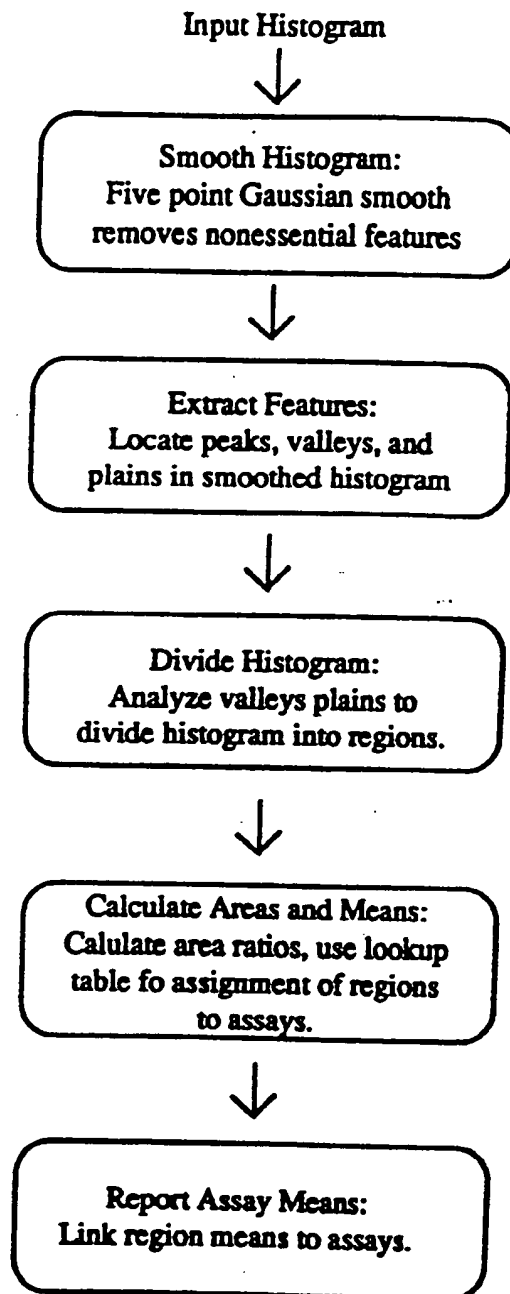 Input Histogram
Smooth Histogram:
Five point Gaussian smooth
removes nonessential features
Extract Features:
Locate peaks, valleys, and
plains in smoothed histogram
Divide Histogram:
Analyze valleys plains to
divide histogram into regions.
Calculate Areas and Means:
Calulate area ratios, use lookup
table fo assignment of regions
to assays.
Report Assay Means:
Link region means to assays.